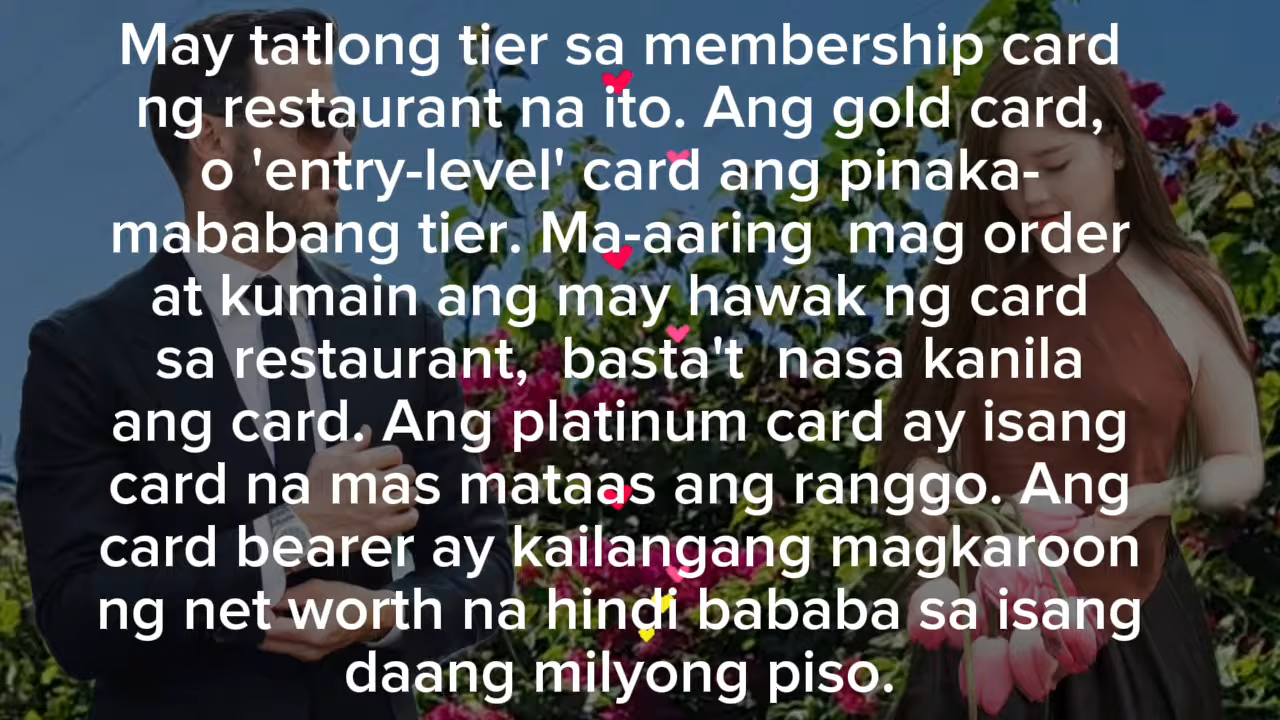 May tatlong tier sa membership card
ng restaurant na ito. Ang gold card,
o 'entry-level' card ang pinaka-
mababang tier. Ma-aaring  mag order
at kumain ang may hawak ng card
sa restaurant,  basta't  nasa kanila
ang card. Ang platinum card ay isang
card na mas mataas ang ranggo. Ang
card bearer ay kailangang magkaroon
ng net worth na hindi bababa sa isang
daang milyong piso.